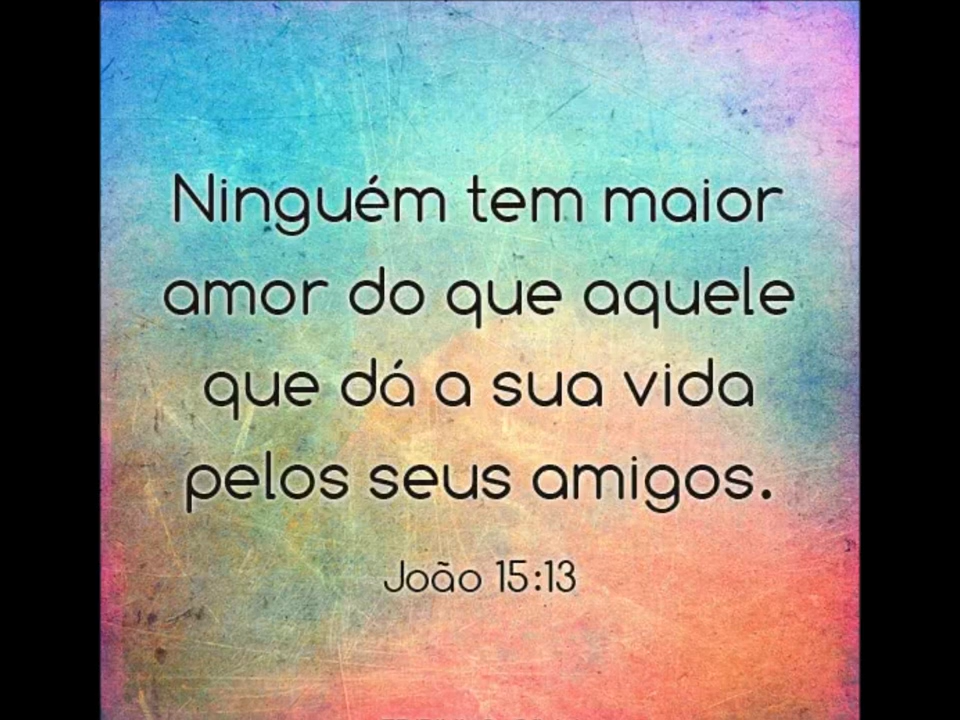 Ninguém tem maior
amor do que aquele
que dá a sua vida
pelos seus amigos.
João 15:13